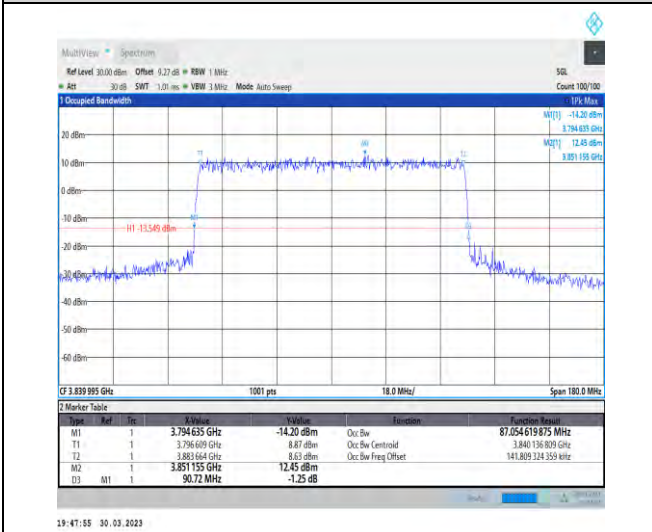 MultiView Spectrum
Ref Level 30.00 dBm Offset 9.27 dB RBW 1 MHz SGL
Att 30 dB SWT 1.01 ms VBW 3 MHz Mode Auto Sweep Count 100/100
1 Occupied Bandwidth 1Pk Max
M1[1] -14.20 dBm
3.794 635 GHz
M2[1] 12.45 dBm
3.851 155 GHz
20 dBm
M2
T1 T2
10 dBm
0 dBm
-10 dBm
M1
H1 -13.549 dBm
D3
-20 dBm
-30 dBm
-40 dBm
-50 dBm
-60 dBm
CF 3.839 995 GHz 1001 pts 18.0 MHz/ Span 180.0 MHz
2 Marker Table
Type Ref Trc X-Value Y-Value Function Function Result
M1 1 3.794 635 GHz -14.20 dBm Occ Bw 87.054 619 875 MHz
T1 1 3.796 609 GHz 8.87 dBm Occ Bw Centroid 3.840 136 809 GHz
T2 1 3.883 664 GHz 8.63 dBm Occ Bw Freq Offset 141.809 324 359 kHz
M2 1 3.851 155 GHz 12.45 dBm
D3 M1 1 90.72 MHz -1.25 dB
19:47:55 30.03.2023